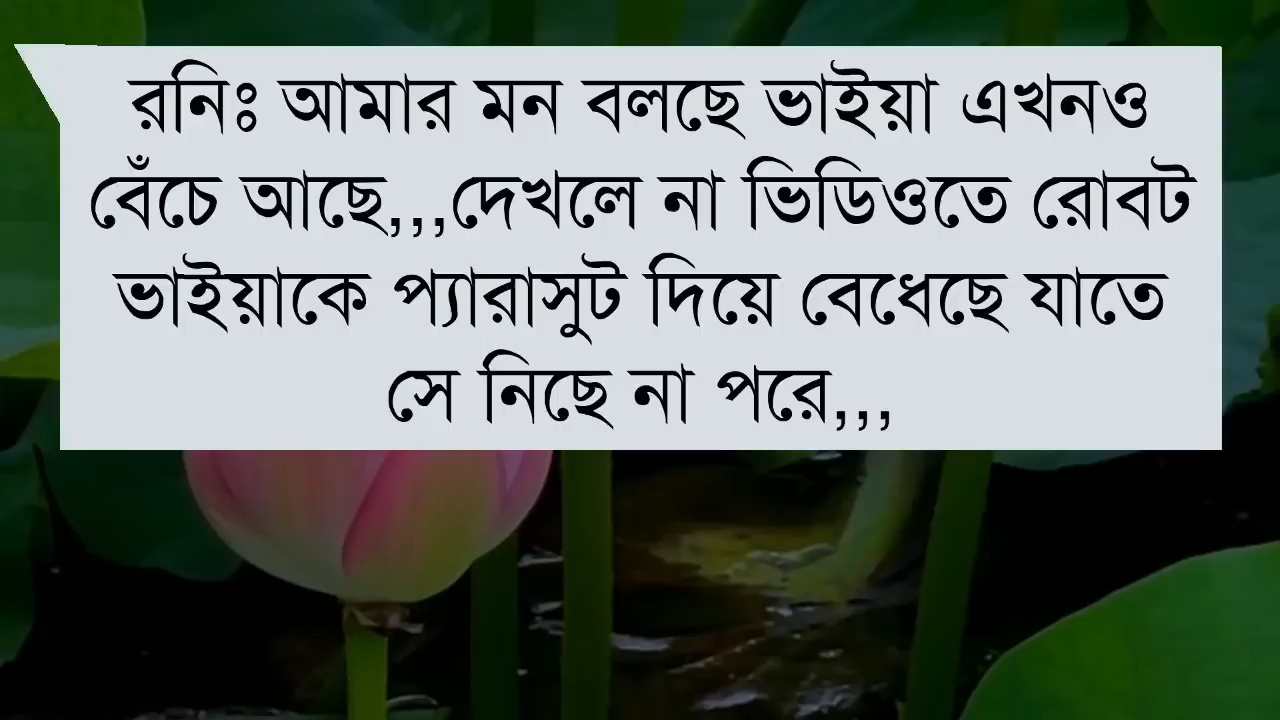 রনিঃ আমার মন বলছে ভাইয়া এখনও
বেঁচে আছে,,,দেখলে না ভিডিওতে রোবট
ভাইয়াকে প্যারাসুট দিয়ে বেধেছে যাতে
সে নিছে না পরে,,,